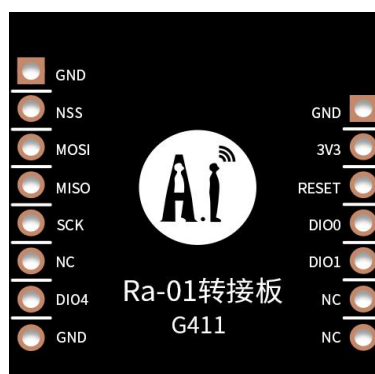 GND
NSS
MOSI
MISO
SCK
NC
DIO4
GND
GND
3V3
RESET
DIO0
DIO1
NC
NC
A.i
Ra-01转接板
G411